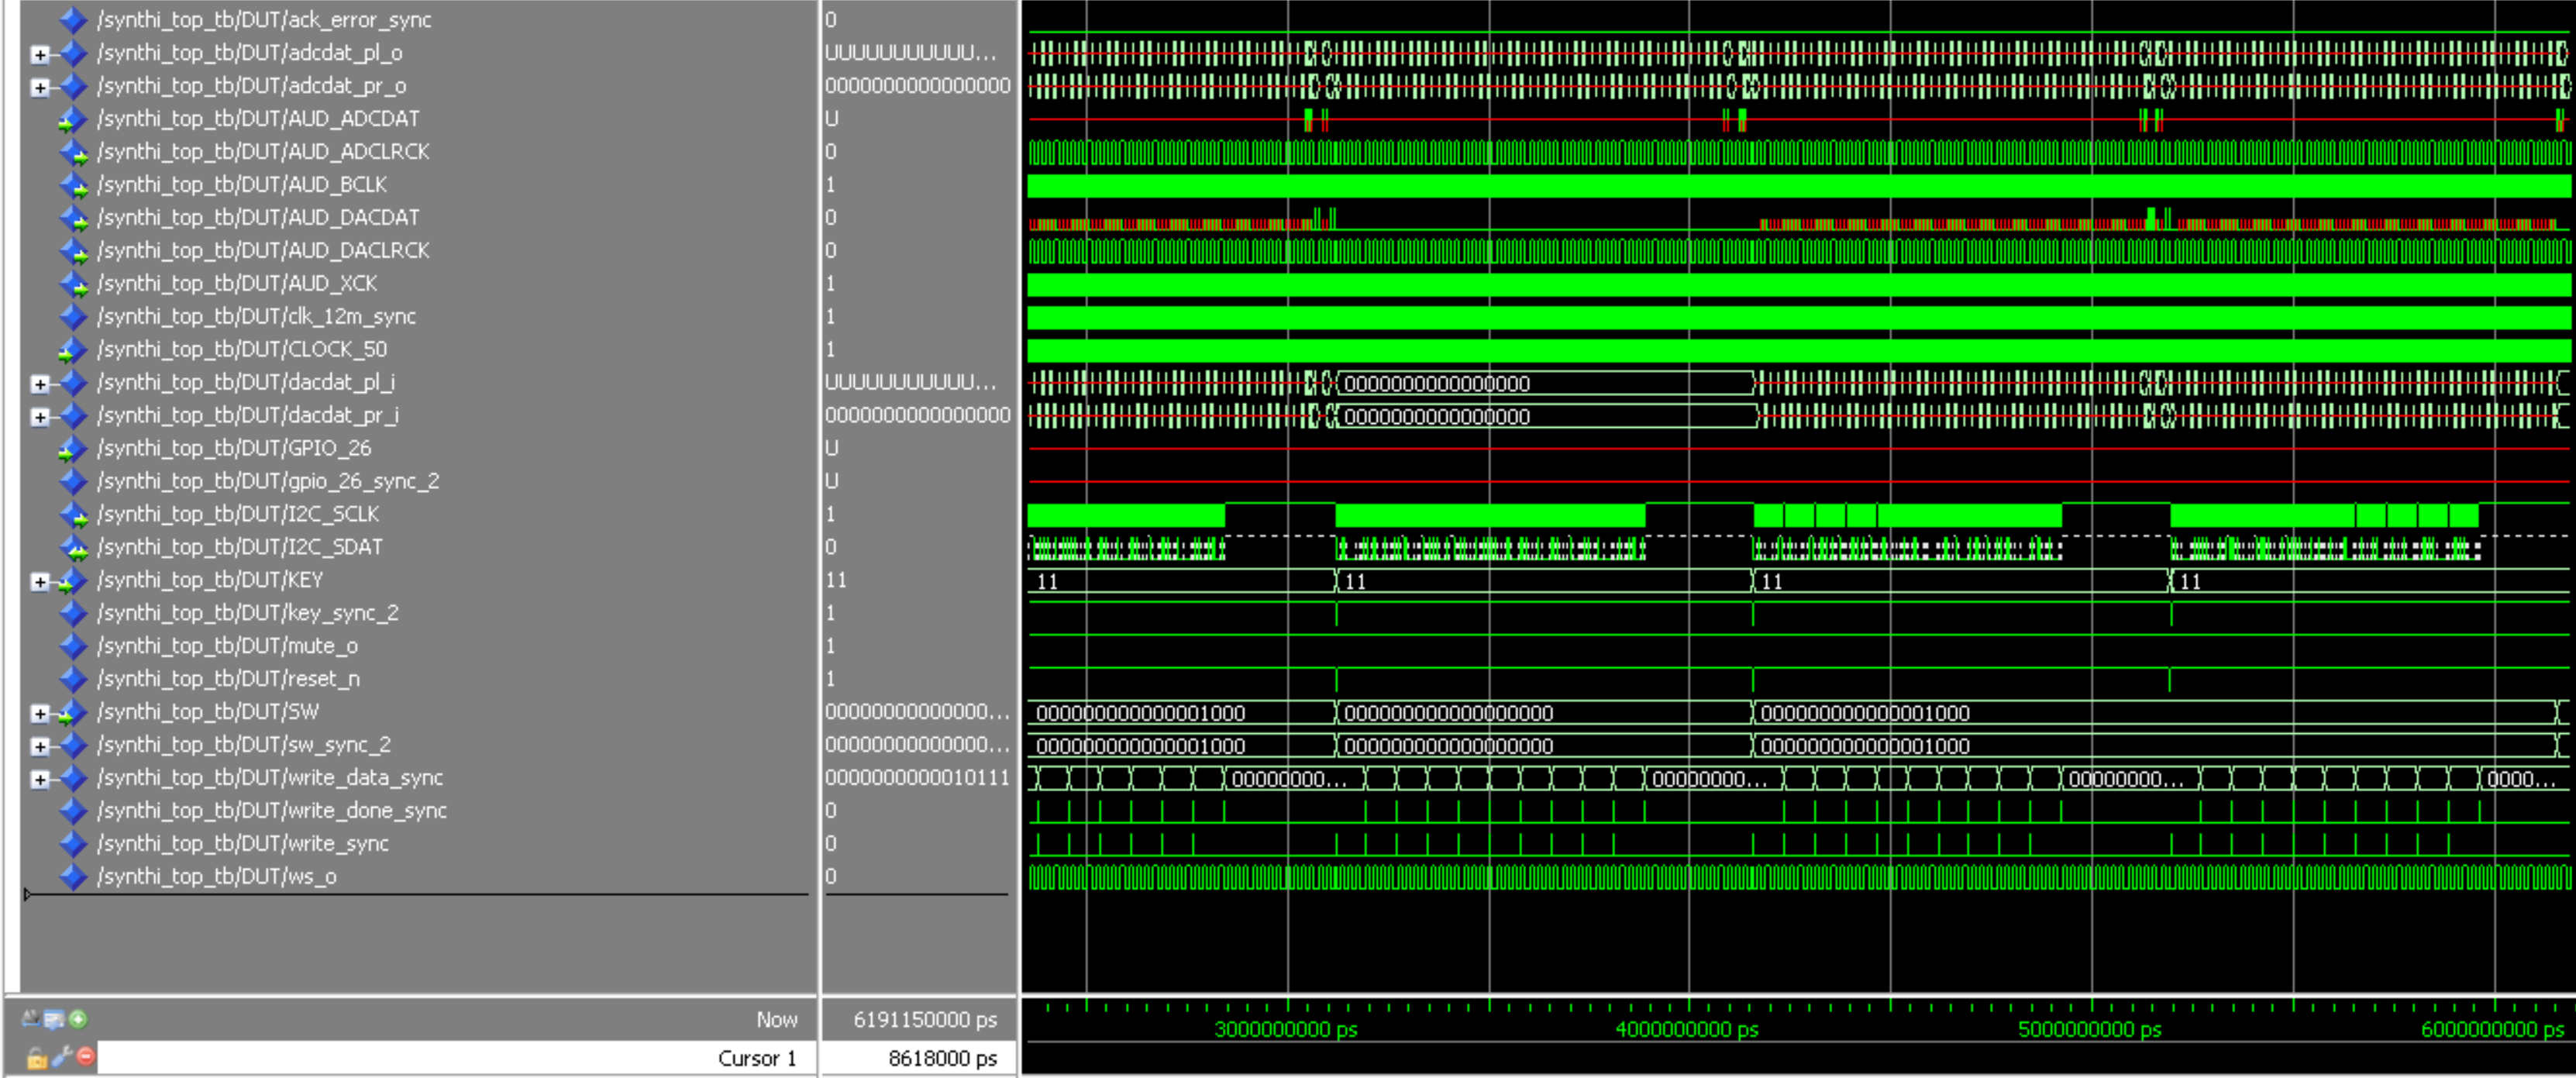 /synthi_top_tb/DUT/ack_error_sync 0
/synthi_top_tb/DUT/adcdat_pl_o UUUUUUUUUUUU...
/synthi_top_tb/DUT/adcdat_pr_o 0000000000000000
/synthi_top_tb/DUT/AUD_ADCDAT U
/synthi_top_tb/DUT/AUD_ADCLRCK 0
/synthi_top_tb/DUT/AUD_BCLK 1
/synthi_top_tb/DUT/AUD_DACDAT 0
/synthi_top_tb/DUT/AUD_DACLRCK 0
/synthi_top_tb/DUT/AUD_XCK 1
/synthi_top_tb/DUT/clk_12m_sync 1
/synthi_top_tb/DUT/CLOCK_50 1
/synthi_top_tb/DUT/dacdat_pl_i UUUUUUUUUUUU... 0000000000000000
/synthi_top_tb/DUT/dacdat_pr_i 0000000000000000 0000000000000000
/synthi_top_tb/DUT/GPIO_26 U
/synthi_top_tb/DUT/gpio_26_sync_2 U
/synthi_top_tb/DUT/I2C_SCLK 1
/synthi_top_tb/DUT/I2C_SDAT 0
/synthi_top_tb/DUT/KEY 11 11 11 11 11
/synthi_top_tb/DUT/key_sync_2 1
/synthi_top_tb/DUT/mute_o 1
/synthi_top_tb/DUT/reset_n 1
/synthi_top_tb/DUT/SW 00000000000000... 000000000000001000 000000000000000000 000000000000001000
/synthi_top_tb/DUT/sw_sync_2 00000000000000... 000000000000001000 000000000000000000 000000000000001000
/synthi_top_tb/DUT/write_data_sync 0000000000010111 00000000... 00000000... 00000000... 0000...
/synthi_top_tb/DUT/write_done_sync 0
/synthi_top_tb/DUT/write_sync 0
/synthi_top_tb/DUT/ws_o 0
Now 6191150000 ps 3000000000 ps 4000000000 ps 5000000000 ps 6000000000 ps
Cursor 1 8618000 ps